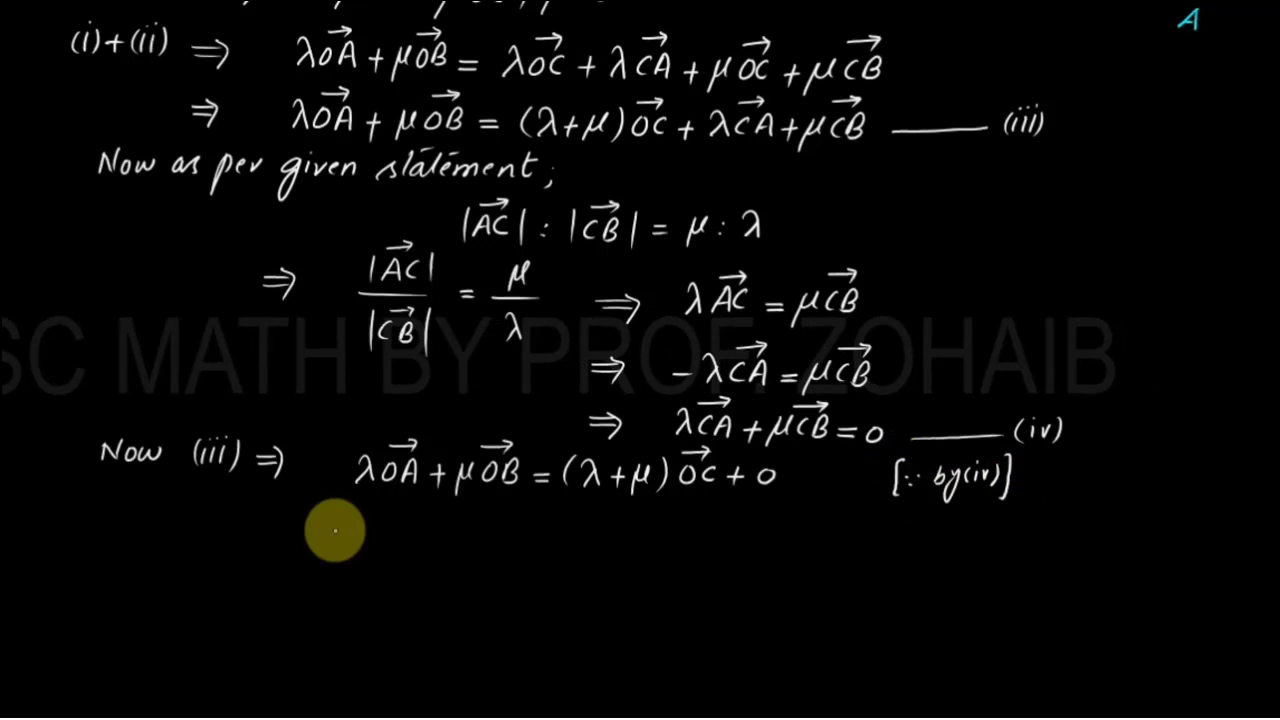 A
(i)+(ii) ⇒ λOA⃗ + μOB⃗ = λOC⃗ + λCA⃗ + μOC⃗ + μCB⃗
⇒ λOA⃗ + μOB⃗ = (λ+μ)OC⃗ + λCA⃗ + μCB⃗ —— (iii)
Now as per given statement,
|AC⃗| : |CB⃗| = μ : λ
⇒ |AC⃗| / |CB⃗| = μ / λ ⇒ λAC⃗ = μCB⃗
SC MATH BY PROF ZOHAIB
⇒ -λCA⃗ = μCB⃗
⇒ λCA⃗ + μCB⃗ = 0 —— (iv)
Now (iii) ⇒ λOA⃗ + μOB⃗ = (λ+μ)OC⃗ + 0 [∵ by(iv)]